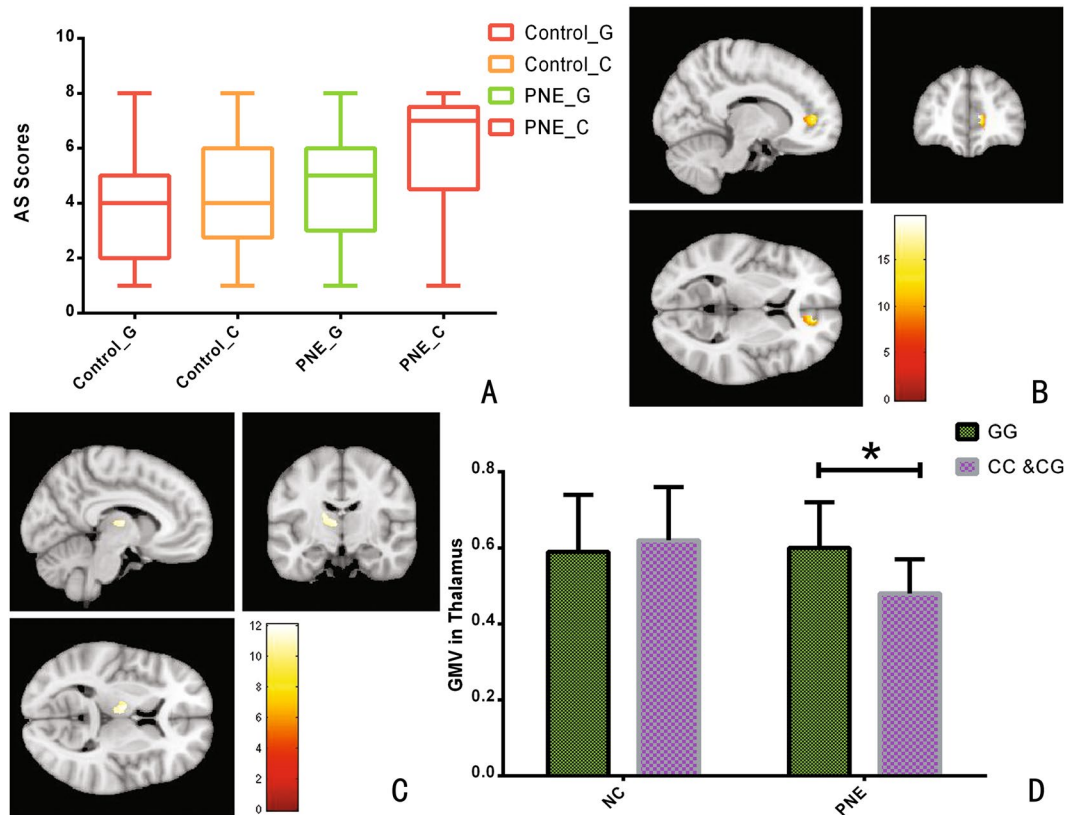 AS Scores
10
8
6
4
2
0
Control_G
Control_C
PNE_G
PNE_C
Control_G
Control_C
PNE_G
PNE_C
A
15
10
5
0
B
12
10
8
6
4
2
0
C
GMV in Thalamus
0.8
0.6
0.4
0.2
0.0
NC
PNE
GG
CC &CG
*
D